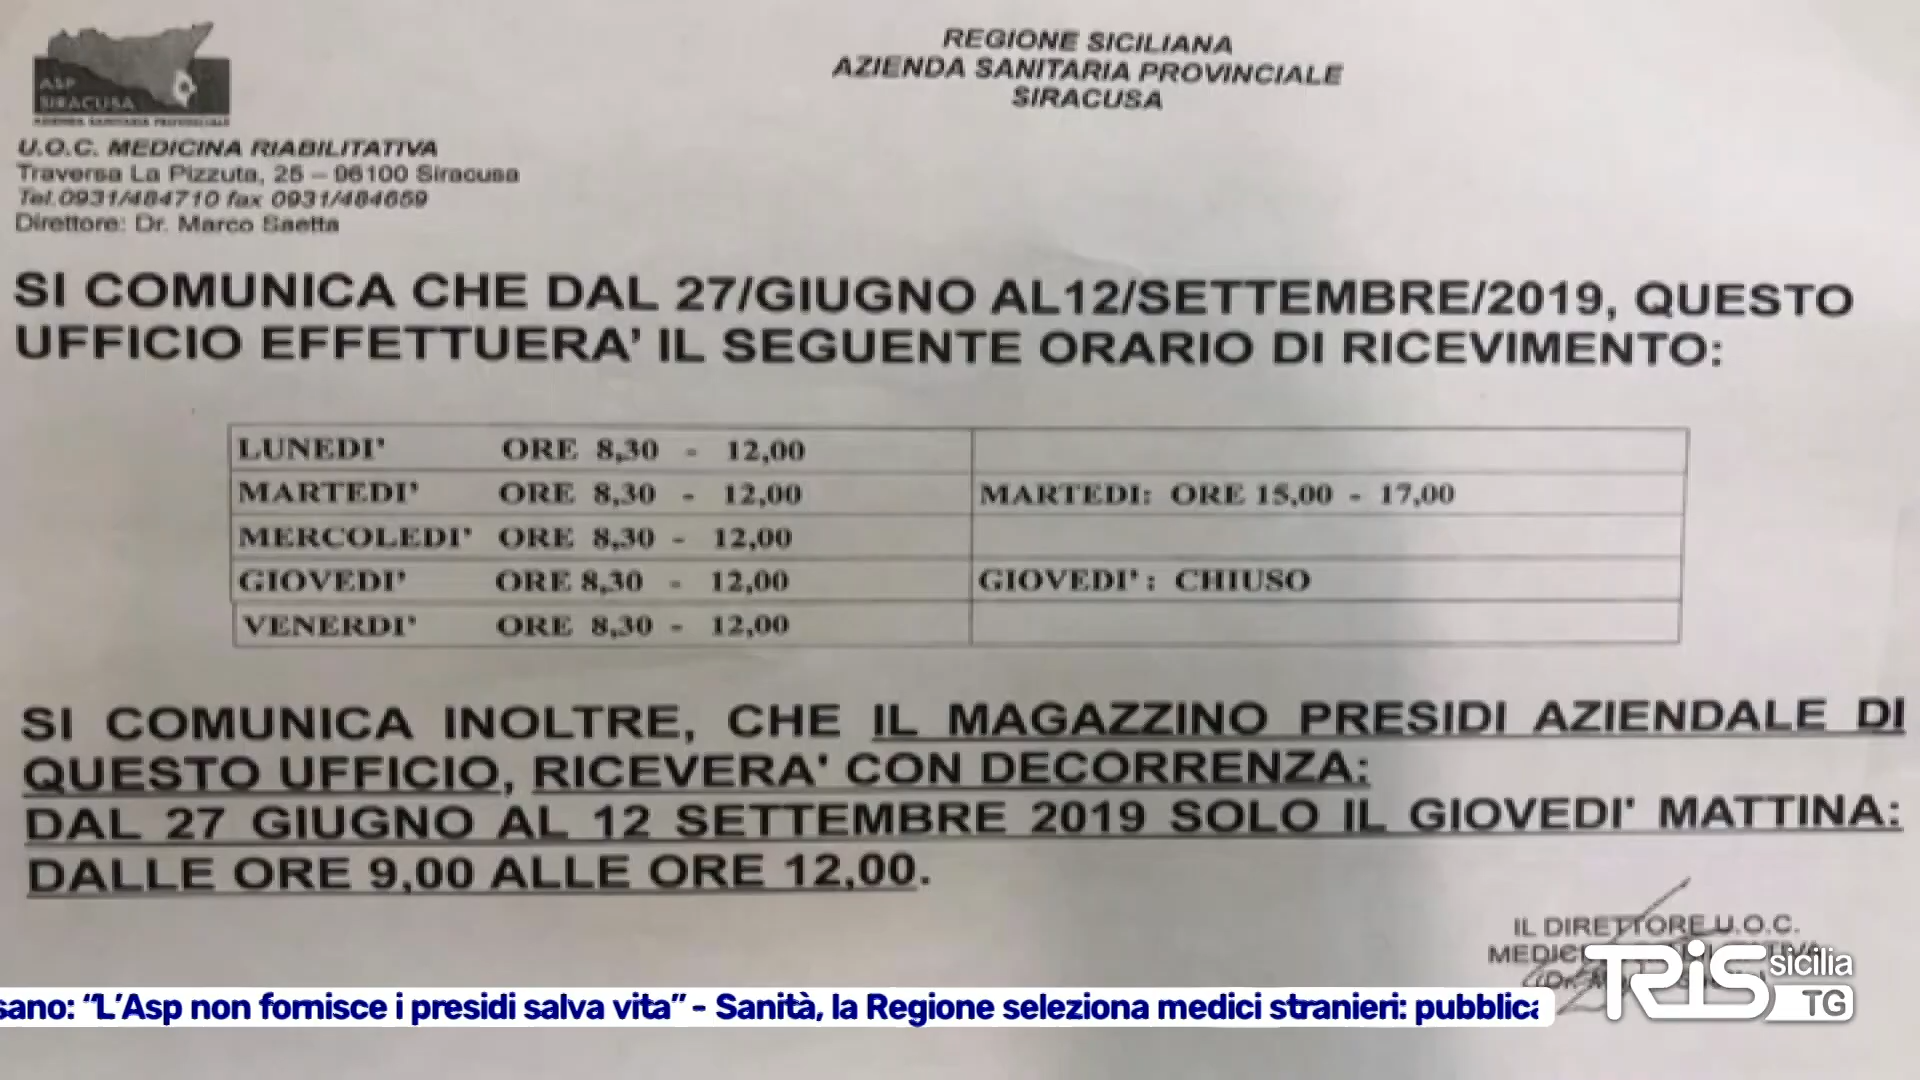 ASP
SIRACUSA
AZIENDA SANITARIA PROVINCIALE
REGIONE SICILIANA
AZIENDA SANITARIA PROVINCIALE
SIRACUSA
U.O.C. MEDICINA RIABILITATIVA
Traversa La Pizzuta, 25 – 96100 Siracusa
Tel.0931/484710 fax 0931/484659
Direttore: Dr. Marco Saetta
SI COMUNICA CHE DAL 27/GIUGNO AL12/SETTEMBRE/2019, QUESTO
UFFICIO EFFETTUERA' IL SEGUENTE ORARIO DI RICEVIMENTO:
LUNEDI' ORE 8,30 - 12,00
MARTEDI' ORE 8,30 - 12,00 MARTEDI: ORE 15,00 - 17,00
MERCOLEDI' ORE 8,30 - 12,00
GIOVEDI' ORE 8,30 - 12,00 GIOVEDI' : CHIUSO
VENERDI' ORE 8,30 - 12,00
SI COMUNICA INOLTRE, CHE IL MAGAZZINO PRESIDI AZIENDALE DI
QUESTO UFFICIO, RICEVERA' CON DECORRENZA:
DAL 27 GIUGNO AL 12 SETTEMBRE 2019 SOLO IL GIOVEDI' MATTINA:
DALLE ORE 9,00 ALLE ORE 12,00.
IL DIRETTORE U.O.C.
sano: “L’Asp non fornisce i presidi salva vita” - Sanità, la Regione seleziona medici stranieri: pubblica
TRIS sicilia
TG